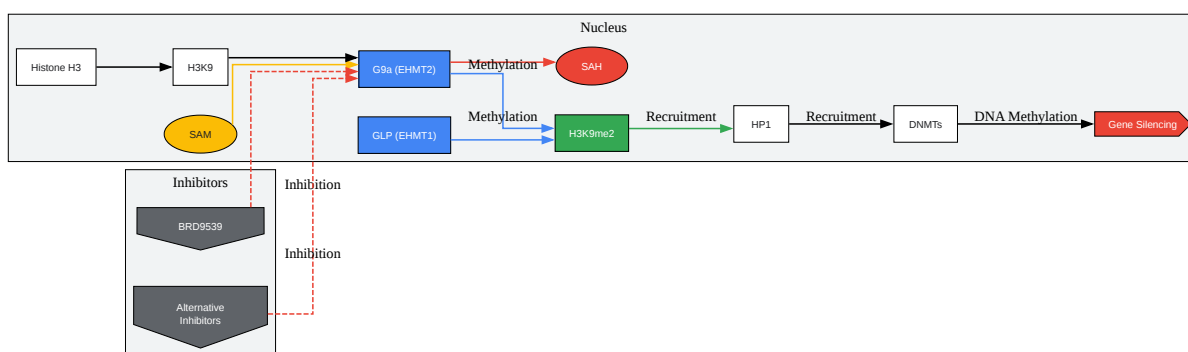 Nucleus
Histone H3
H3K9
G9a (EHMT2)
Methylation
SAH
SAM
GLP (EHMT1)
Methylation
H3K9me2
Recruitment
HP1
Recruitment
DNMTs
DNA Methylation
Gene Silencing
Inhibitors
Inhibition
BRD9539
Inhibition
Alternative
Inhibitors